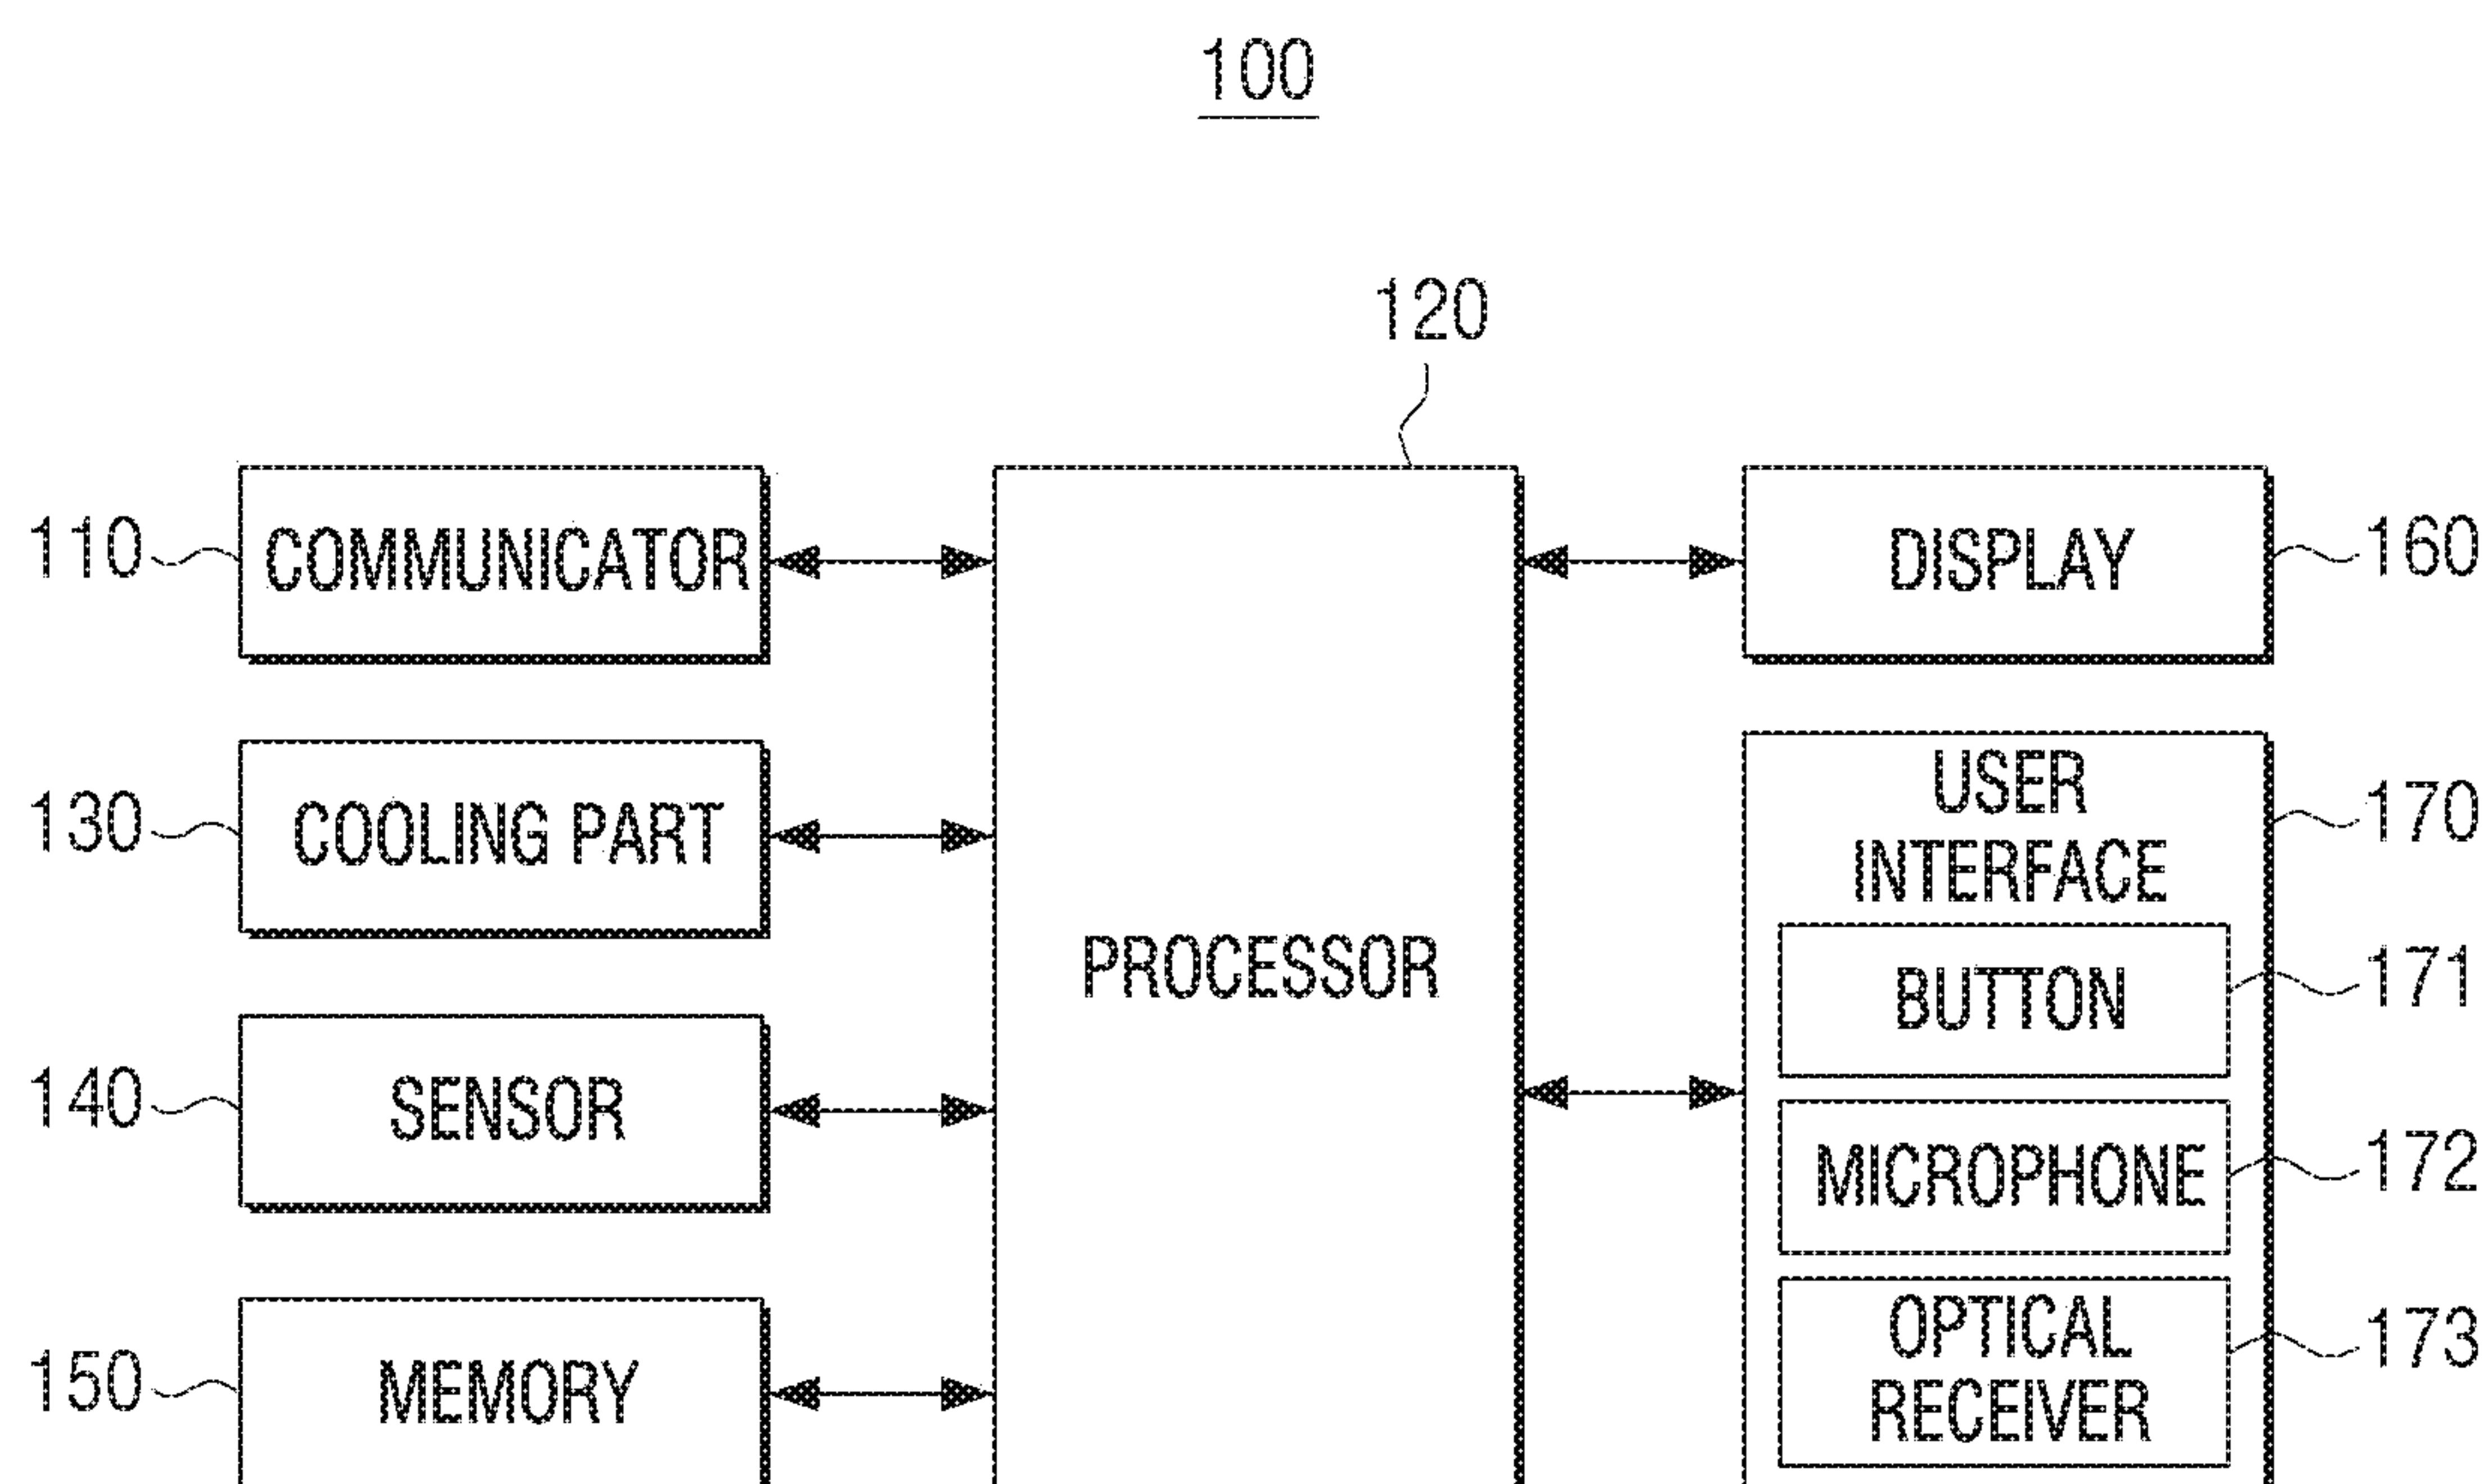 100
120
110
COMMUNICATOR
DISPLAY
160
130
COOLING PART
USER
INTERFACE
170
PROCESSOR
BUTTON
171
140
SENSOR
MICROPHONE
172
150
MEMORY
OPTICAL
RECEIVER
173